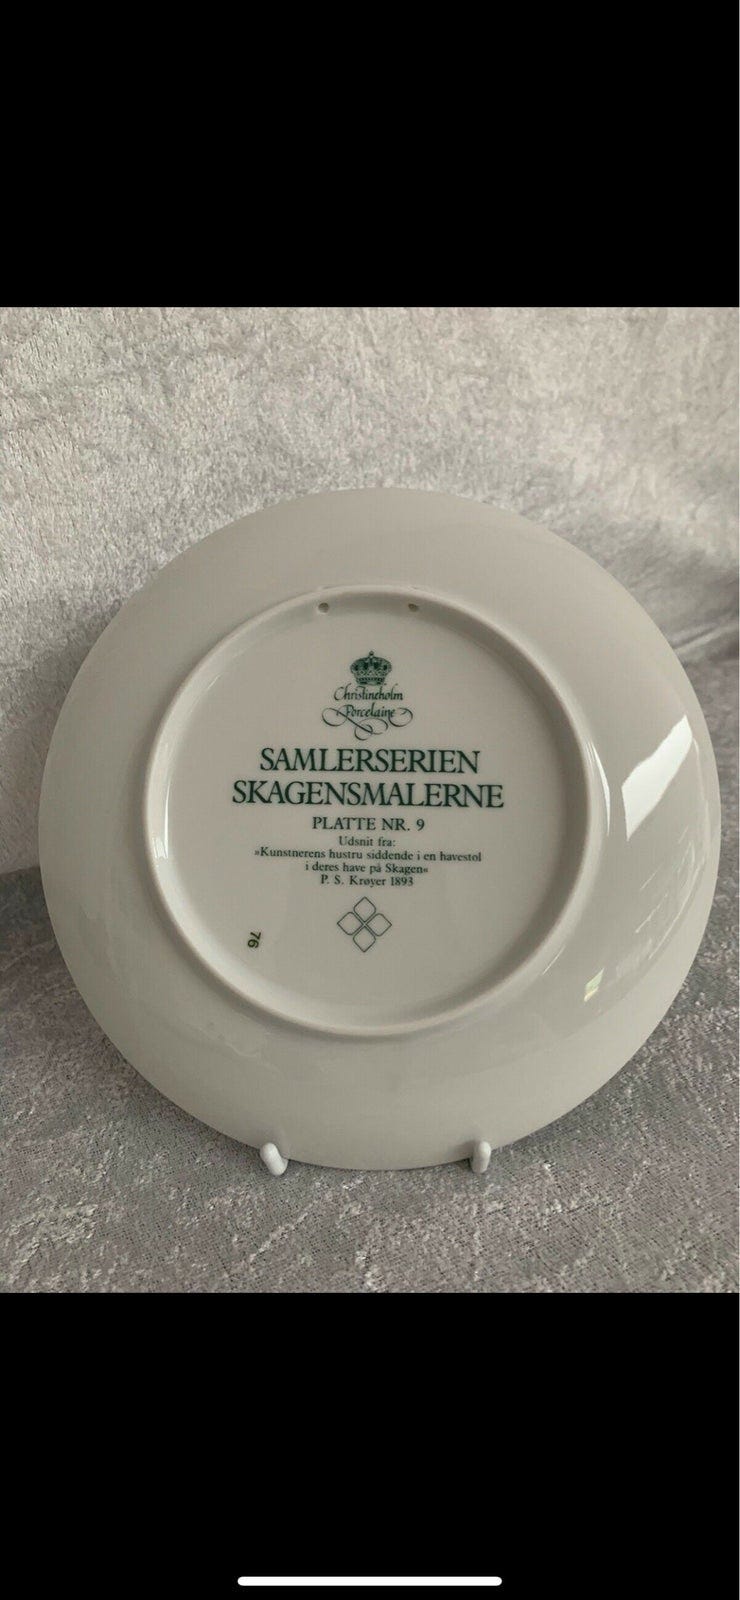 Christineholm
Porcelaine
SAMLERSERIEN
SKAGENSMALERNE
PLATTE NR. 9
Udsnit fra:
»Kunstnerens hustru siddende i en havestol
i deres have på Skagen«
P. S. Krøyer 1893
76